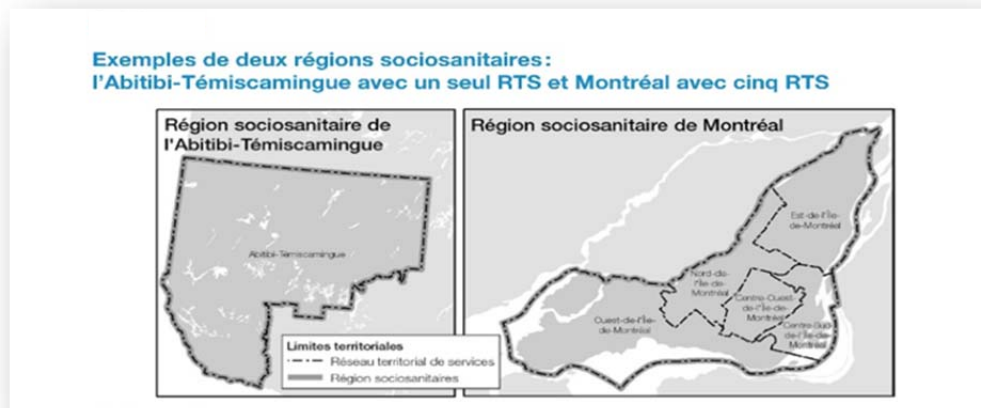 Exemples de deux régions sociosanitaires:
l'Abitibi-Témiscamingue avec un seul RTS et Montréal avec cinq RTS
Région sociosanitaire de
l'Abitibi-Témiscamingue
Abitibi-Témiscamingue
Limites territoriales
Réseau territorial de services
Région sociosanitaires
Région sociosanitaire de Montréal
Est-de-l'Île-
de-Montréal
Nord-de-
l'Île-de-
Montréal
Centre-Ouest-
de-l'Île-de-
Montréal
Ouest-de-l'Île-
de-Montréal
Centre-Sud-
de-l'Île-de-
Montréal